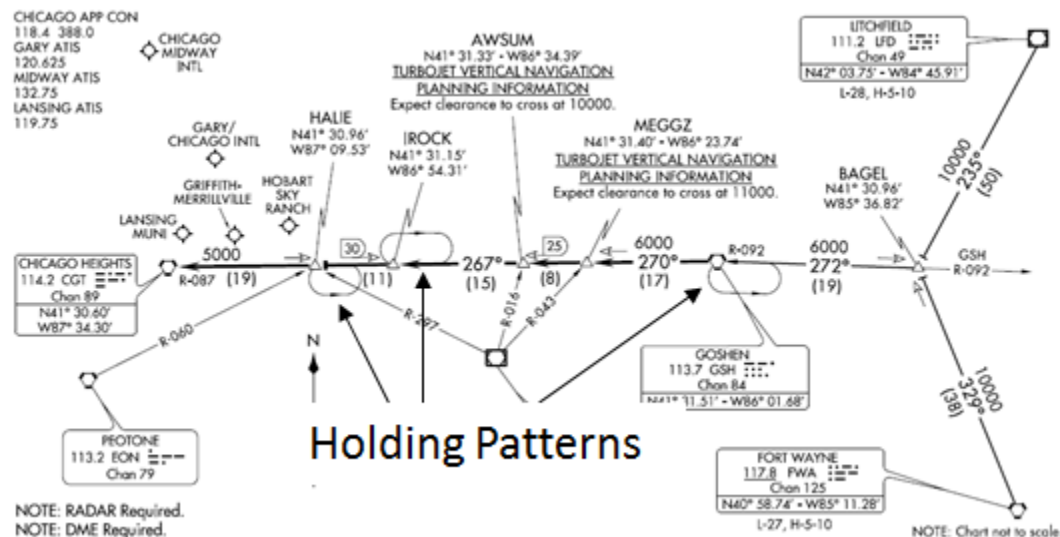 CHICAGO APP CON
118.4 388.0
GARY ATIS
120.625
MIDWAY ATIS
132.75
LANSING ATIS
119.75
CHICAGO
MIDWAY
INTL
AWSUM
N41° 31.33' - W86° 34.39'
TURBOJET VERTICAL NAVIGATION
PLANNING INFORMATION
Expect clearance to cross at 10000.
LITCHFIELD
111.2 LFD
Chan 49
N42° 03.75' - W84° 45.91'
L-28, H-5-10
HALIE
N41° 30.96'
W87° 09.53'
IROCK
N41° 31.15'
W86° 54.31'
MEGGZ
N41° 31.40' - W86° 23.74'
TURBOJET VERTICAL NAVIGATION
PLANNING INFORMATION
Expect clearance to cross at 11000.
GARY/
CHICAGO INTL
GRIFFITH-
MERRILLVILLE
HOBART
SKY
RANCH
LANSING
MUNI
BAGEL
N41° 30.96'
W85° 36.82'
10000
235°
(50)
CHICAGO HEIGHTS
114.2 CGT
Chan 89
N41° 30.60'
W87° 34.30'
5000
R-087
(19)
30
(11)
267°
(15)
25
(8)
6000
270°
(17)
R-092
6000
272°
(19)
GSH
R-092
R-060
R-297
R-016
R-043
N
GOSHEN
113.7 GSH
Chan 84
N41° 31.51' - W86° 01.68'
10000
329°
(38)
PEOTONE
113.2 EON
Chan 79
Holding Patterns
FORT WAYNE
117.8 FWA
Chan 125
N40° 58.74' - W85° 11.28'
L-27, H-5-10
NOTE: RADAR Required.
NOTE: DME Required.
NOTE: Chart not to scale